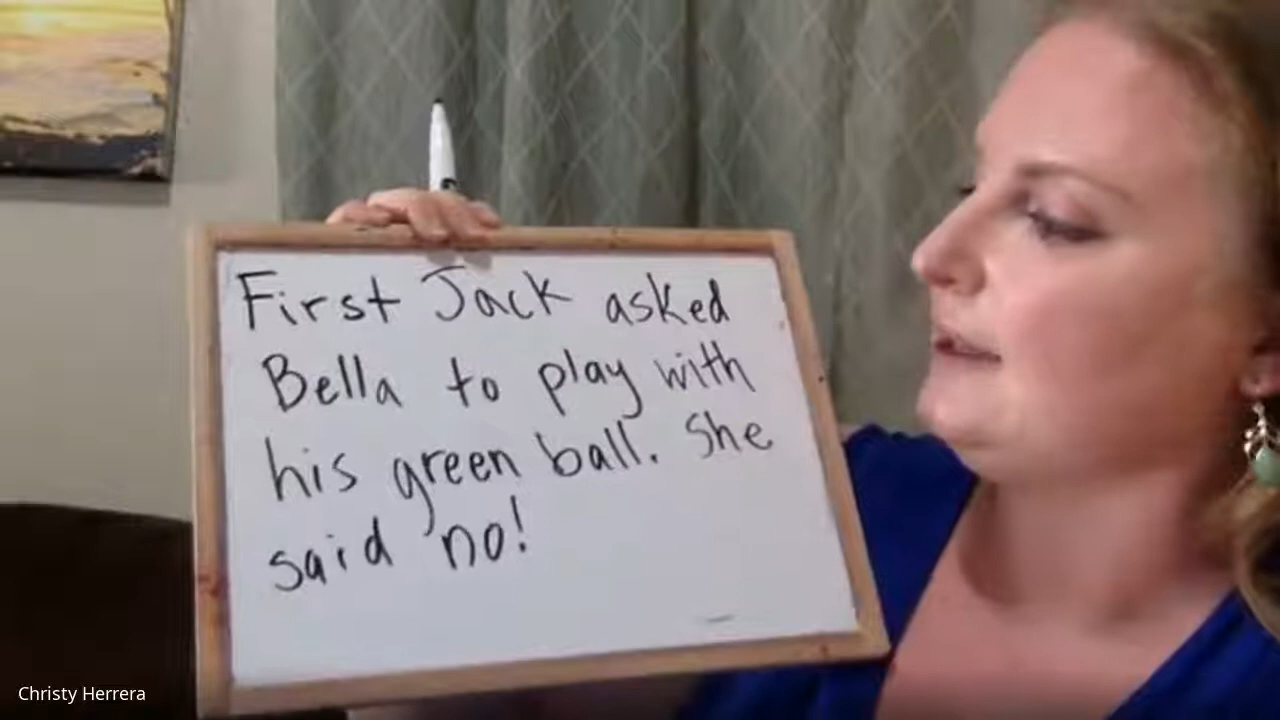 First Jack asked
Bella to play with
his green ball. She
said no!
Christy Herrera